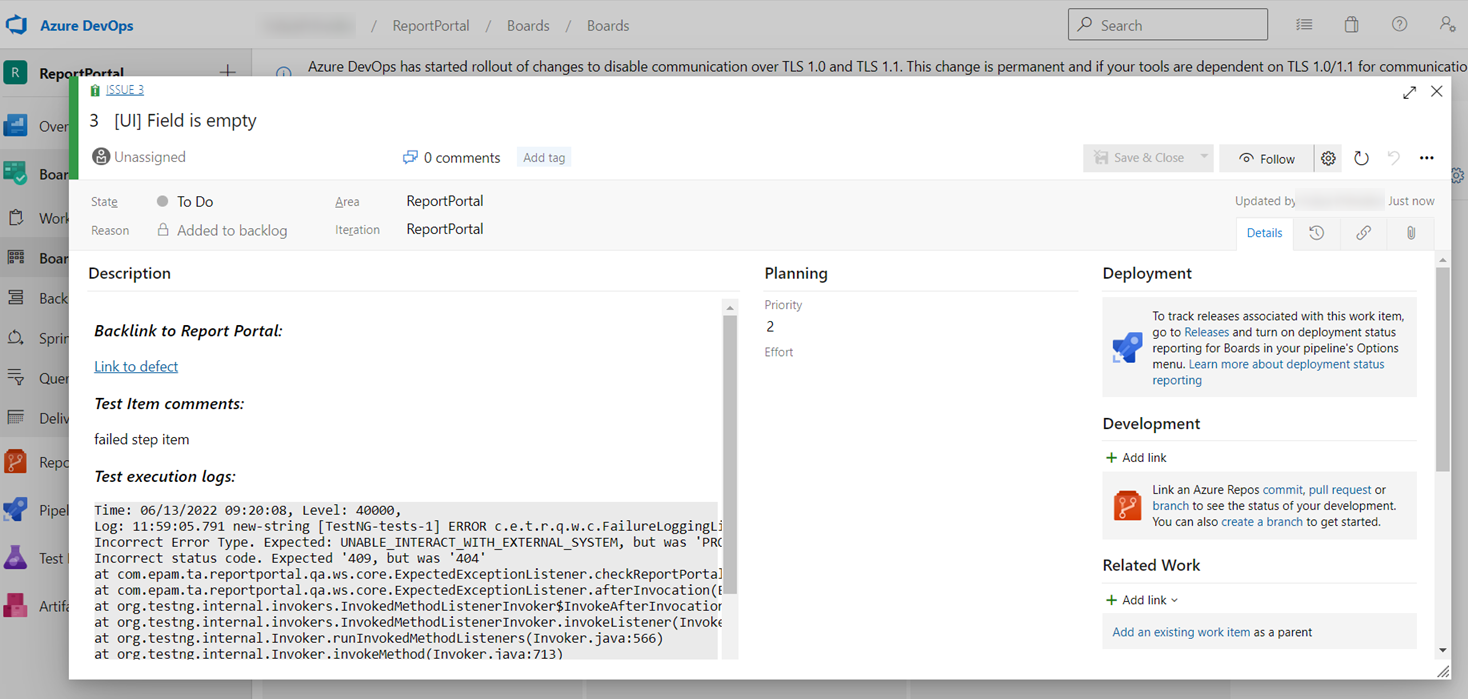 Azure DevOps
/ ReportPortal / Boards / Boards
Search
R ReportPortal
Azure DevOps has started rollout of changes to disable communication over TLS 1.0 and TLS 1.1. This change is permanent and if your tools are dependent on TLS 1.0/1.1 for communicatio
Over
Boar
Work
Boar
Back
Sprin
Quer
Deliv
Repo
Pipel
Test
Artifa
ISSUE 3
3 [UI] Field is empty
Unassigned
0 comments
Add tag
Save & Close
Follow
State
To Do
Area
ReportPortal
Updated by
Just now
Reason
Added to backlog
Iteration
ReportPortal
Details
Description
Backlink to Report Portal:
Link to defect
Test Item comments:
failed step item
Test execution logs:
Time: 06/13/2022 09:20:08, Level: 40000,
Log: 11:59:05.791 new-string [TestNG-tests-1] ERROR c.e.t.r.q.w.c.FailureLoggingLi
Incorrect Error Type. Expected: UNABLE_INTERACT_WITH_EXTERNAL_SYSTEM, but was 'PRO
Incorrect status code. Expected '409, but was '404'
at com.epam.ta.reportportal.qa.ws.core.ExpectedExceptionListener.checkReportPortal
at com.epam.ta.reportportal.qa.ws.core.ExpectedExceptionListener.afterInvocation(E
at org.testng.internal.invokers.InvokedMethodListenerInvoker$InvokeAfterInvocation
at org.testng.internal.invokers.InvokedMethodListenerInvoker.invokeListener(Invoke
at org.testng.internal.Invoker.runInvokedMethodListeners(Invoker.java:566)
at org.testng.internal.Invoker.invokeMethod(Invoker.java:713)
Planning
Priority
2
Effort
Deployment
To track releases associated with this work item,
go to Releases and turn on deployment status
reporting for Boards in your pipeline's Options
menu. Learn more about deployment status
reporting
Development
Add link
Link an Azure Repos commit, pull request or
branch to see the status of your development.
You can also create a branch to get started.
Related Work
Add link
Add an existing work item as a parent